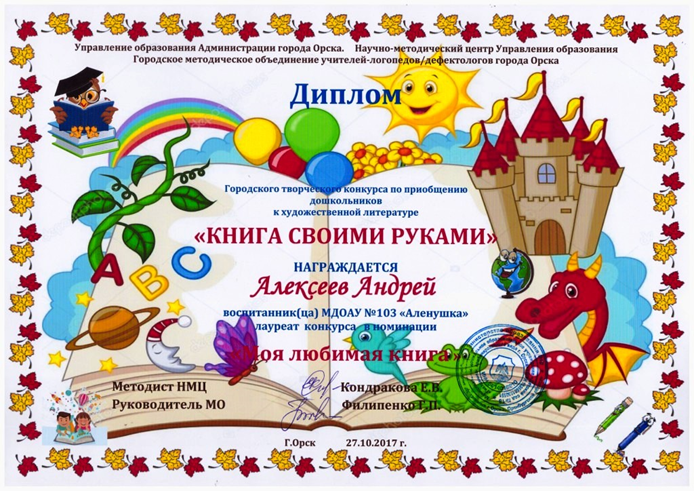 Управление образования Администрации города Орска. Научно-методический центр Управления образования
Городское методическое объединение учителей-логопедов/дефектологов города Орска
Диплом
Городского творческого конкурса по приобщению
дошкольников
к художественной литературе
«КНИГА СВОИМИ РУКАМИ»
НАГРАЖДАЕТСЯ
Алексеев Андрей
воспитанник(ца) МДОАУ №103 «Аленушка»
лауреат конкурса в номинации
«Моя любимая книга»
A B C
Методист НМЦ Кондракова Е.В.
Руководитель МО Филипенко Г.П.
Г.Орск 27.10.2017 г.